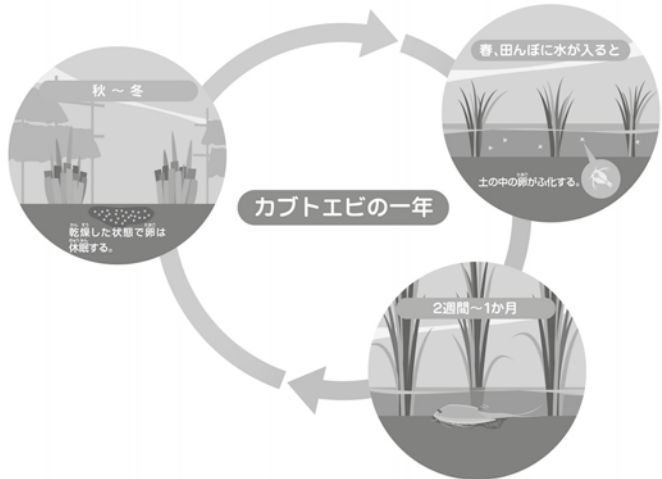 カブトエビの一年
春、田んぼに水が入ると
土の中の卵がふ化する。
2週間～1か月
秋 ～ 冬
乾燥した状態で卵は
休眠する。